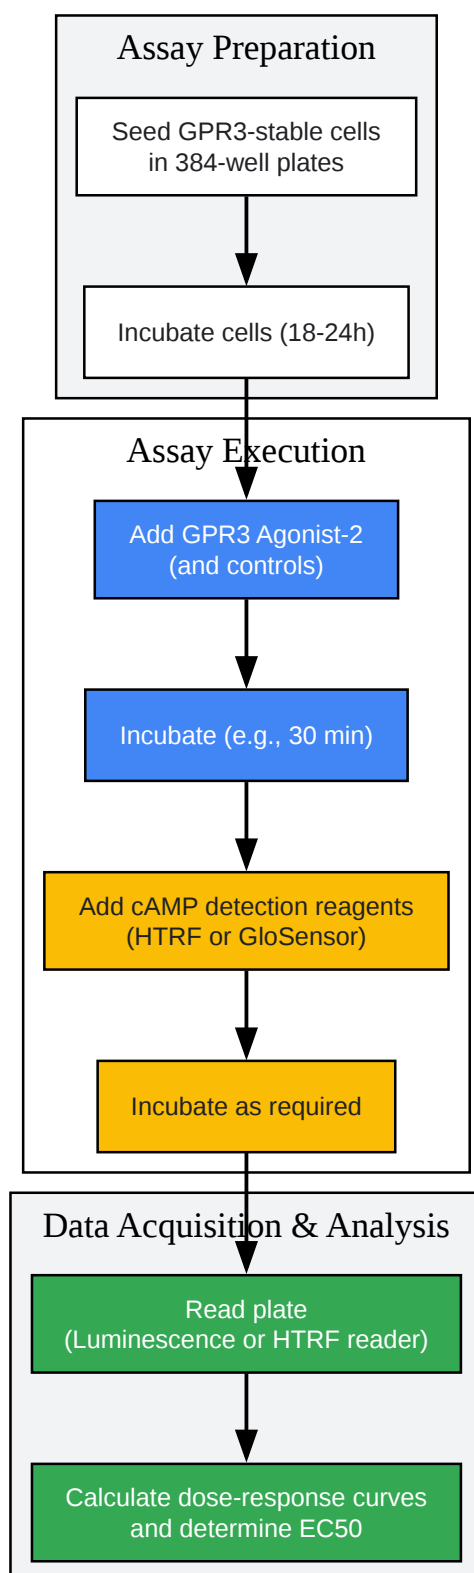 Assay Preparation
Seed GPR3-stable cells
in 384-well plates
Incubate cells (18-24h)
Assay Execution
Add GPR3 Agonist-2
(and controls)
Incubate (e.g., 30 min)
Add cAMP detection reagents
(HTRF or GloSensor)
Incubate as required
Data Acquisition & Analysis
Read plate
(Luminescence or HTRF reader)
Calculate dose-response curves
and determine EC50